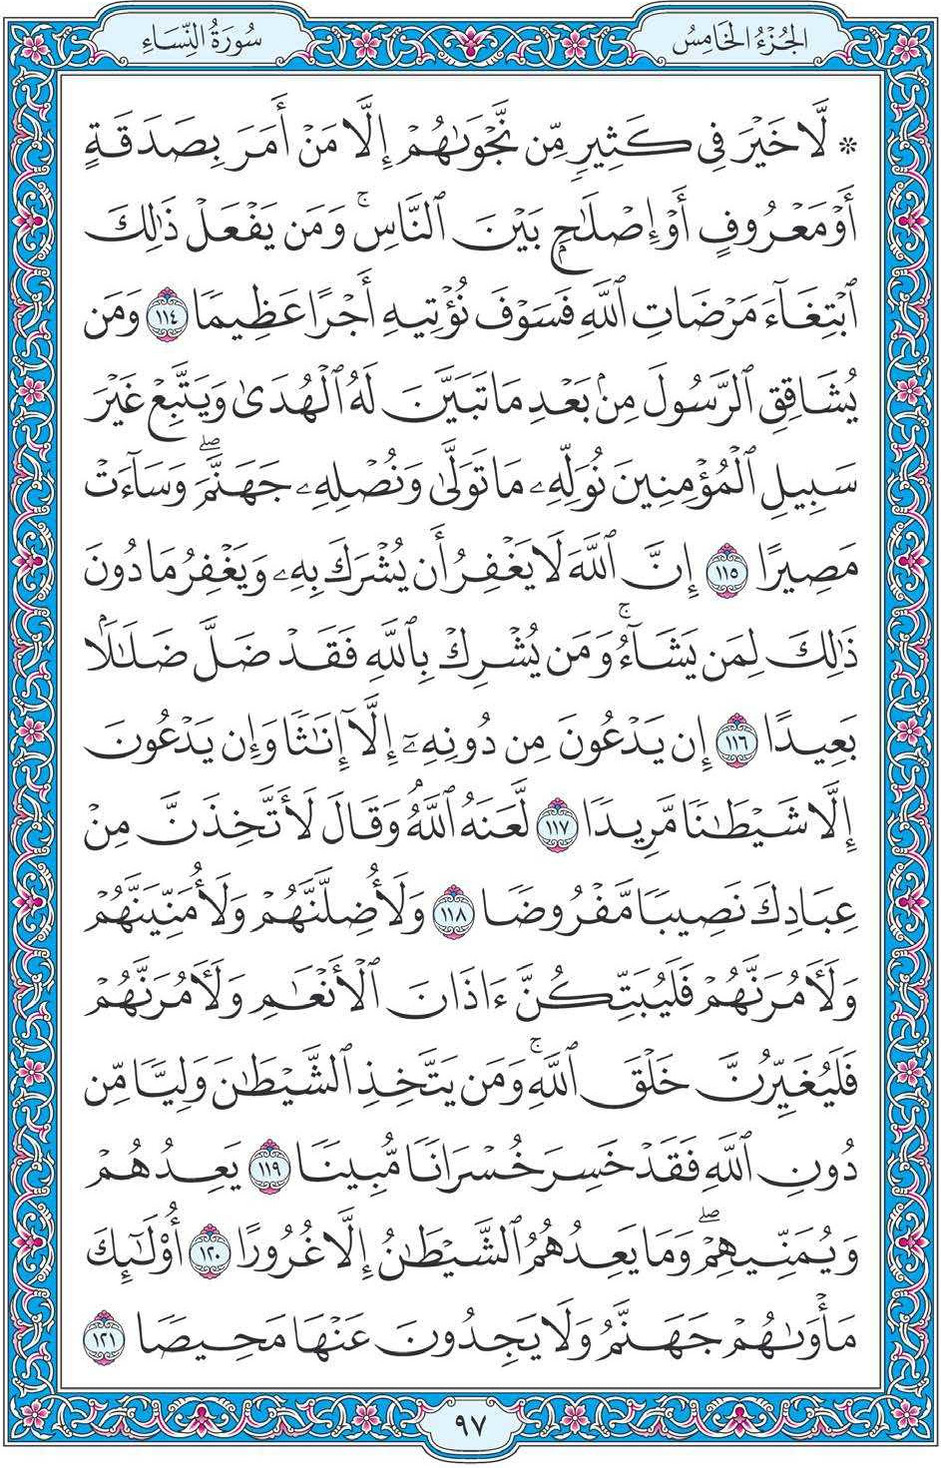 الجُزْءُ الخَامِسُ
سُورَةُ النِّسَاءِ
۞ لَّا خَيْرَ فِي كَثِيرٍ مِّن نَّجْوَىٰهُمْ إِلَّا مَنْ أَمَرَ بِصَدَقَةٍ
أَوْ مَعْرُوفٍ أَوْ إِصْلَٰحٍۭ بَيْنَ ٱلنَّاسِۚ وَمَن يَفْعَلْ ذَٰلِكَ
ٱبْتِغَآءَ مَرْضَاتِ ٱللَّهِ فَسَوْفَ نُؤْتِيهِ أَجْرًا عَظِيمًا ١١٤ وَمَن
يُشَاقِقِ ٱلرَّسُولَ مِنۢ بَعْدِ مَا تَبَيَّنَ لَهُ ٱلْهُدَىٰ وَيَتَّبِعْ غَيْرَ
سَبِيلِ ٱلْمُؤْمِنِينَ نُوَلِّهِۦ مَا تَوَلَّىٰ وَنُصْلِهِۦ جَهَنَّمَۖ وَسَآءَتْ
مَصِيرًا ١١٥ إِنَّ ٱللَّهَ لَا يَغْفِرُ أَن يُشْرَكَ بِهِۦ وَيَغْفِرُ مَا دُونَ
ذَٰلِكَ لِمَن يَشَآءُۚ وَمَن يُشْرِكْ بِٱللَّهِ فَقَدْ ضَلَّ ضَلَٰلًۢا
بَعِيدًا ١١٦ إِن يَدْعُونَ مِن دُونِهِۦٓ إِلَّآ إِنَٰثًا وَإِن يَدْعُونَ
إِلَّا شَيْطَٰنًا مَّرِيدًا ١١٧ لَّعَنَهُ ٱللَّهُۘ وَقَالَ لَأَتَّخِذَنَّ مِنْ
عِبَادِكَ نَصِيبًا مَّفْرُوضًا ١١٨ وَلَأُضِلَّنَّهُمْ وَلَأُمَنِّيَنَّهُمْ
وَلَءَامُرَنَّهُمْ فَلَيُبَتِّكُنَّ ءَاذَانَ ٱلْأَنْعَٰمِ وَلَءَامُرَنَّهُمْ
فَلَيُغَيِّرُنَّ خَلْقَ ٱللَّهِۚ وَمَن يَتَّخِذِ ٱلشَّيْطَٰنَ وَلِيًّا مِّن
دُونِ ٱللَّهِ فَقَدْ خَسِرَ خُسْرَانًا مُّبِينًا ١١٩ يَعِدُهُمْ
وَيُمَنِّيهِمْۖ وَمَا يَعِدُهُمُ ٱلشَّيْطَٰنُ إِلَّا غُرُورًا ١٢٠ أُوْلَٰٓئِكَ
مَأْوَىٰهُمْ جَهَنَّمُ وَلَا يَجِدُونَ عَنْهَا مَحِيصًا ١٢١
٩٧